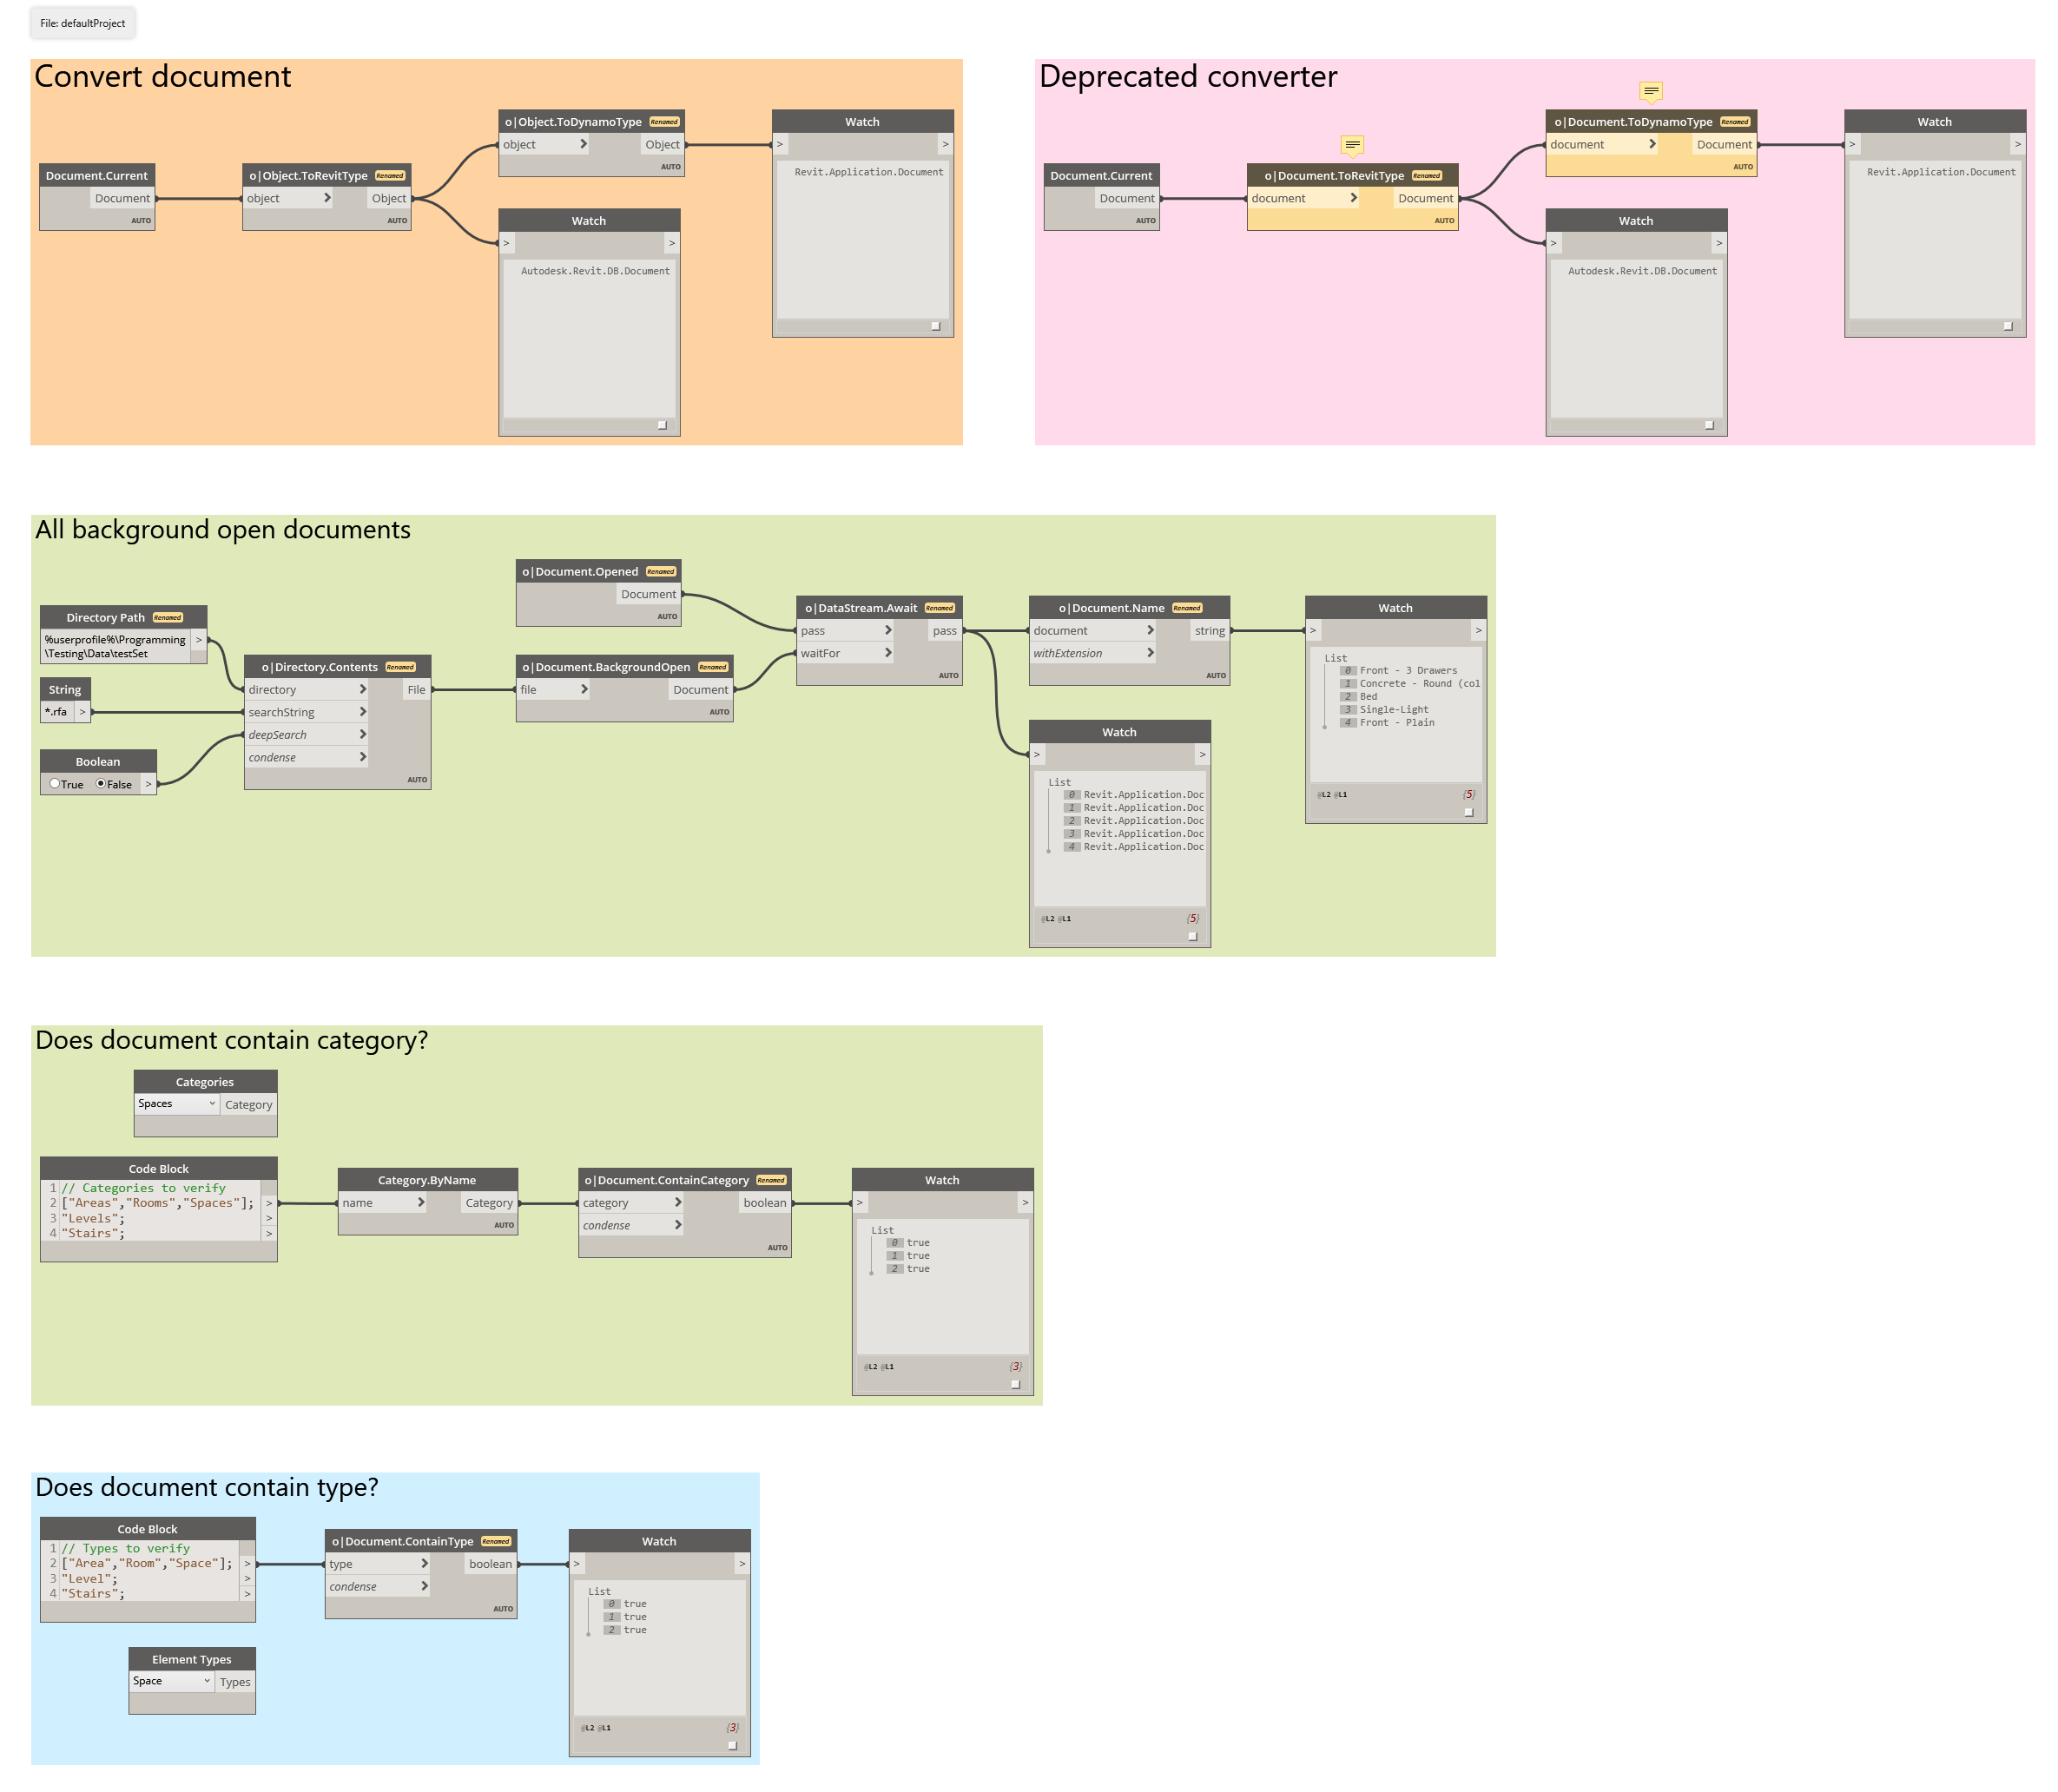 File: defaultProject
Convert document
Document.Current
Document
AUTO
o|Object.ToRevitType Renamed
object > Object
AUTO
o|Object.ToDynamoType Renamed
object > Object
AUTO
Watch
> >
Autodesk.Revit.DB.Document
Watch
> >
Revit.Application.Document
Deprecated converter
Document.Current
Document
AUTO
o|Document.ToRevitType Renamed
document > Document
AUTO
o|Document.ToDynamoType Renamed
document > Document
AUTO
Watch
> >
Autodesk.Revit.DB.Document
Watch
> >
Revit.Application.Document
All background open documents
Directory Path Renamed
%userprofile%\Programming >
\Testing\Data\testSet
String
*.rfa >
Boolean
True False >
o|Directory.Contents Renamed
directory > File
searchString >
deepSearch >
condense >
AUTO
o|Document.Opened Renamed
Document
AUTO
o|Document.BackgroundOpen Renamed
file > Document
AUTO
o|DataStream.Await Renamed
pass > pass
waitFor >
AUTO
o|Document.Name Renamed
document > string
withExtension >
AUTO
Watch
> >
List
0 Revit.Application.Doc
1 Revit.Application.Doc
2 Revit.Application.Doc
3 Revit.Application.Doc
4 Revit.Application.Doc
@L2 @L1 {5}
Watch
> >
List
0 Front - 3 Drawers
1 Concrete - Round (col
2 Bed
3 Single-Light
4 Front - Plain
@L2 @L1 {5}
Does document contain category?
Categories
Spaces Category
Code Block
1 // Categories to verify
2 ["Areas","Rooms","Spaces"]; >
3 "Levels"; >
4 "Stairs"; >
Category.ByName
name > Category
AUTO
o|Document.ContainCategory Renamed
category > boolean
condense >
AUTO
Watch
> >
List
0 true
1 true
2 true
@L2 @L1 {3}
Does document contain type?
Code Block
1 // Types to verify
2 ["Area","Room","Space"]; >
3 "Level"; >
4 "Stairs"; >
Element Types
Space Types
o|Document.ContainType Renamed
type > boolean
condense >
AUTO
Watch
> >
List
0 true
1 true
2 true
@L2 @L1 {3}